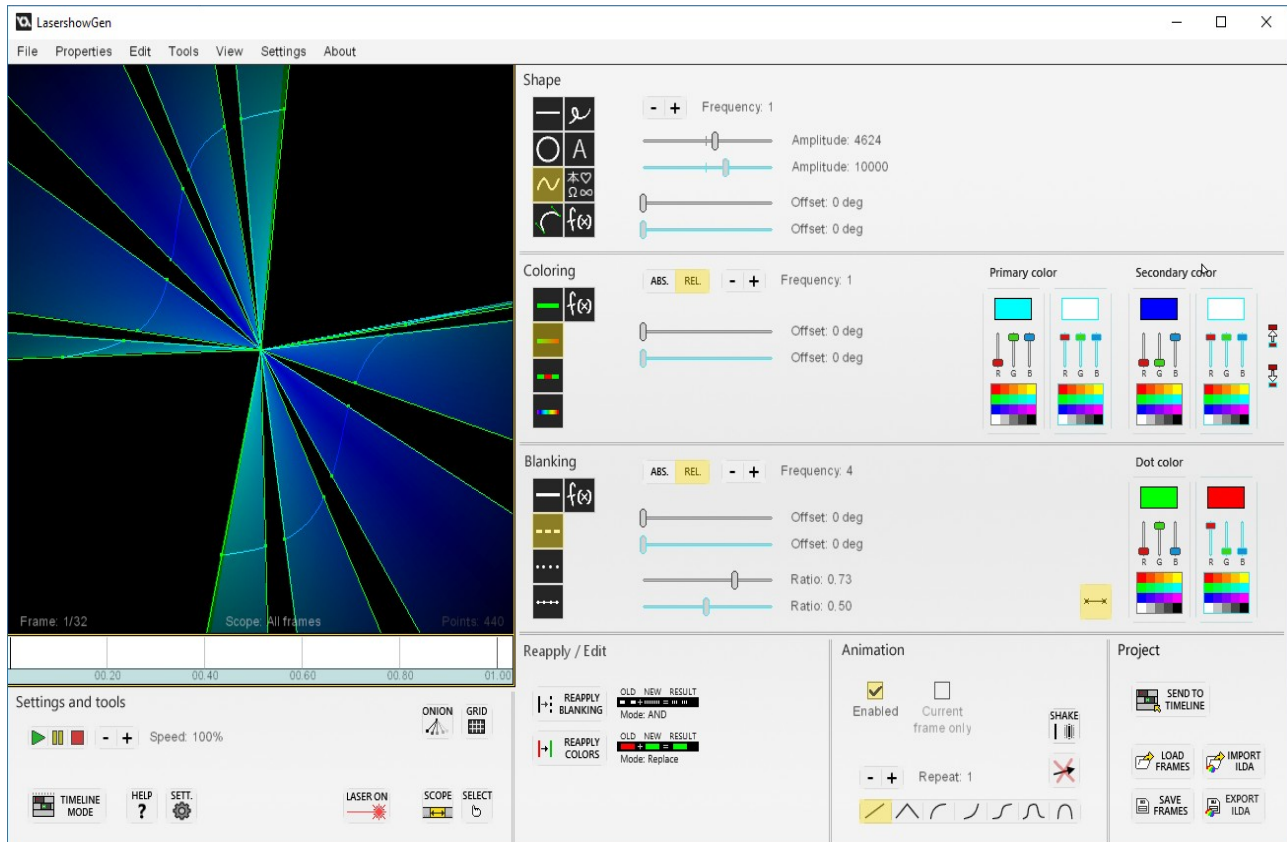 LasershowGen
File Properties Edit Tools View Settings About
Frame: 1/32 Scope: All frames Points: 440
00.20 00.40 00.60 00.80 01.00
Settings and tools
ONION GRID
- + Speed: 100%
TIMELINE
MODE
HELP
?
SETT.
LASER ON
SCOPE SELECT
Shape
- + Frequency: 1
A
本♡
Ω∞
f(x)
Amplitude: 4624
Amplitude: 10000
Offset: 0 deg
Offset: 0 deg
Coloring
f(x)
ABS. REL. - + Frequency: 1
Offset: 0 deg
Offset: 0 deg
Primary color Secondary color
R G B R G B R G B R G B
Blanking
f(x)
ABS. REL. - + Frequency: 4
Offset: 0 deg
Offset: 0 deg
Ratio: 0.73
Ratio: 0.50
Dot color
R G B R G B
Reapply / Edit
REAPPLY
BLANKING
OLD NEW RESULT
+ =
Mode: AND
REAPPLY
COLORS
OLD NEW RESULT
+ =
Mode: Replace
Animation
Enabled
Current
frame only
SHAKE
- + Repeat: 1
Project
SEND TO
TIMELINE
LOAD
FRAMES
IMPORT
ILDA
SAVE
FRAMES
EXPORT
ILDA